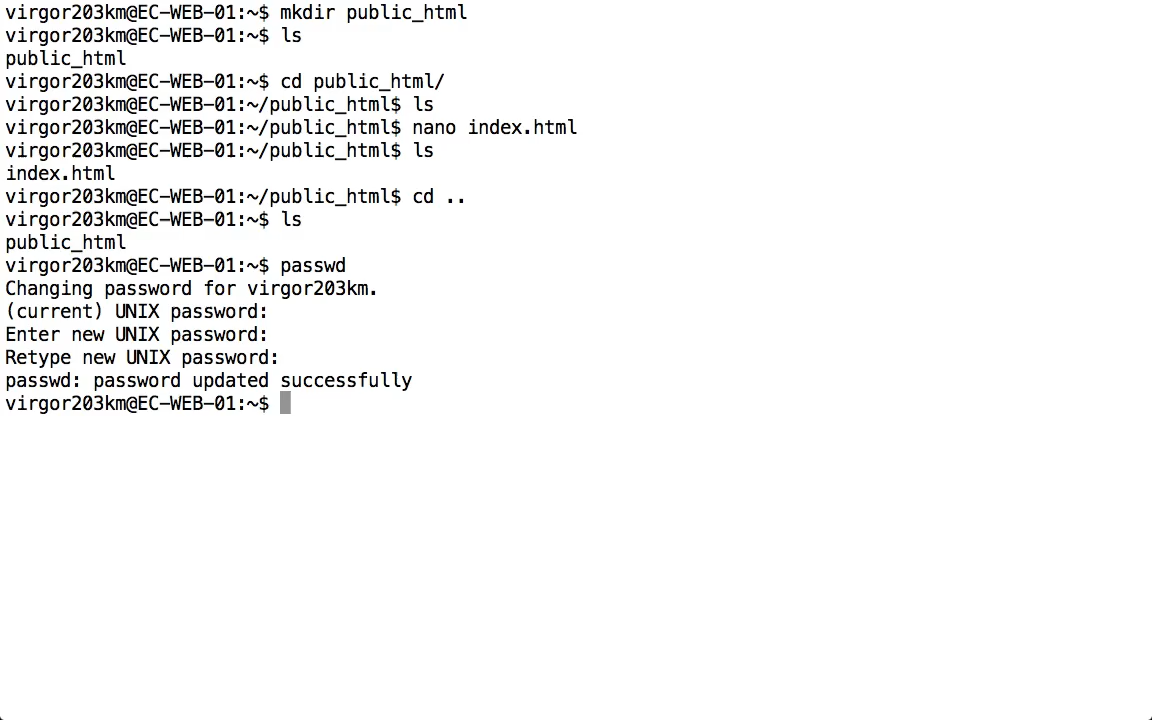 virgor203km@EC-WEB-01:~$ mkdir public_html
virgor203km@EC-WEB-01:~$ ls
public_html
virgor203km@EC-WEB-01:~$ cd public_html/
virgor203km@EC-WEB-01:~/public_html$ ls
virgor203km@EC-WEB-01:~/public_html$ nano index.html
virgor203km@EC-WEB-01:~/public_html$ ls
index.html
virgor203km@EC-WEB-01:~/public_html$ cd ..
virgor203km@EC-WEB-01:~$ ls
public_html
virgor203km@EC-WEB-01:~$ passwd
Changing password for virgor203km.
(current) UNIX password:
Enter new UNIX password:
Retype new UNIX password:
passwd: password updated successfully
virgor203km@EC-WEB-01:~$